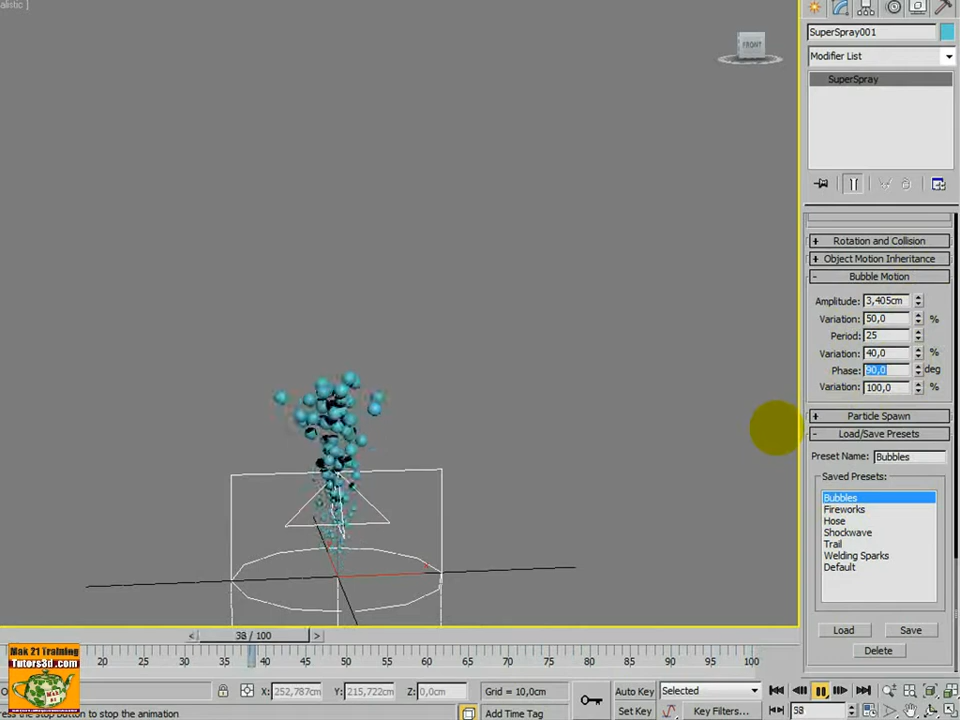 alistic ]
FRONT
SuperSpray001
Modifier List
SuperSpray
+ Rotation and Collision
+ Object Motion Inheritance
- Bubble Motion
Amplitude: 3,405cm
Variation: 50,0 %
Period: 25
Variation: 40,0 %
Phase: 90,0 deg
Variation: 100,0 %
+ Particle Spawn
- Load/Save Presets
Preset Name: Bubbles
Saved Presets:
Bubbles
Fireworks
Hose
Shockwave
Trail
Welding Sparks
Default
Load Save
Delete
< 38 / 100 >
20 25 30 35 40 45 50 55 60 65 70 75 80 85 90 95 100
Mak 21 Training
Tutors3d.com
X: 252,787cm Y: 215,722cm Z: 0,0cm Grid = 10,0cm Auto Key Selected
ss the stop button to stop the animation Add Time Tag Set Key Key Filters... 38